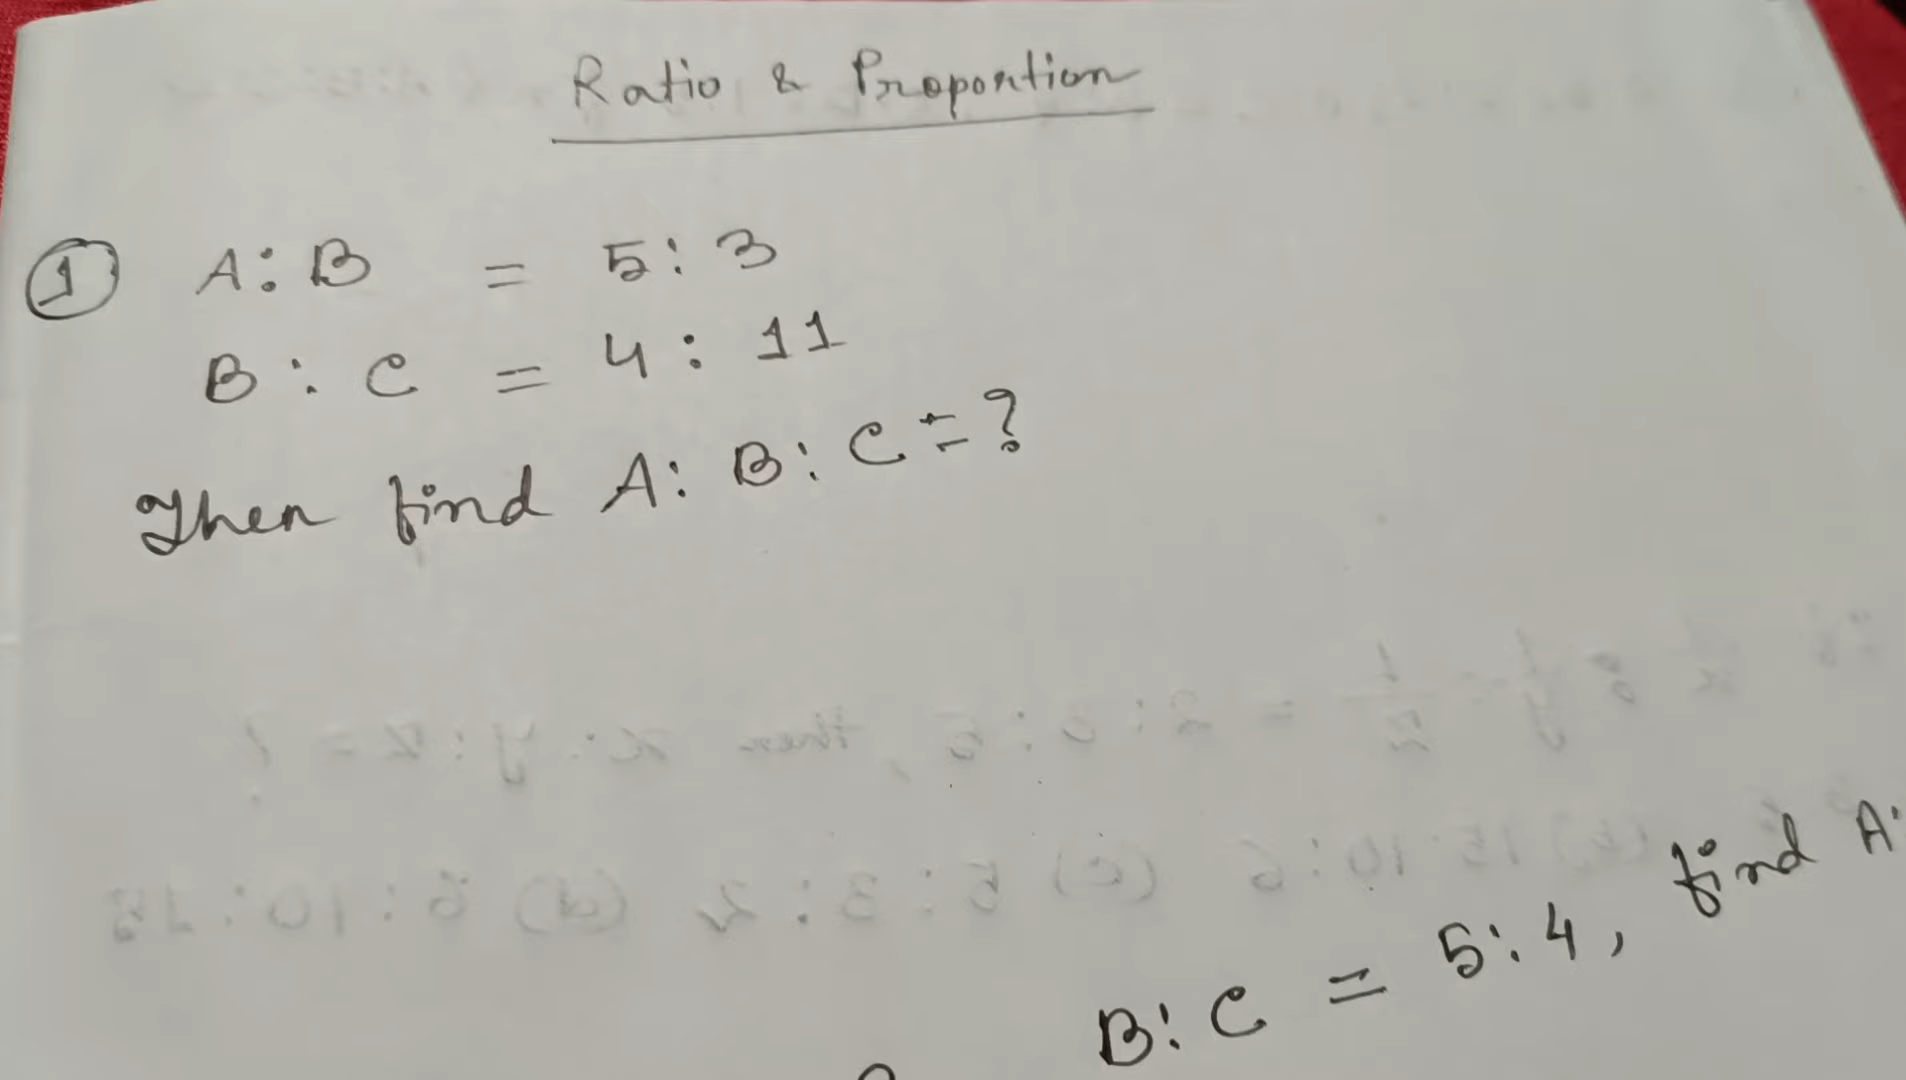 Ratio & Proportion
① A:B = 5:3
B:C = 4:11
Then find A:B:C=?
B:C = 5:4, find A: